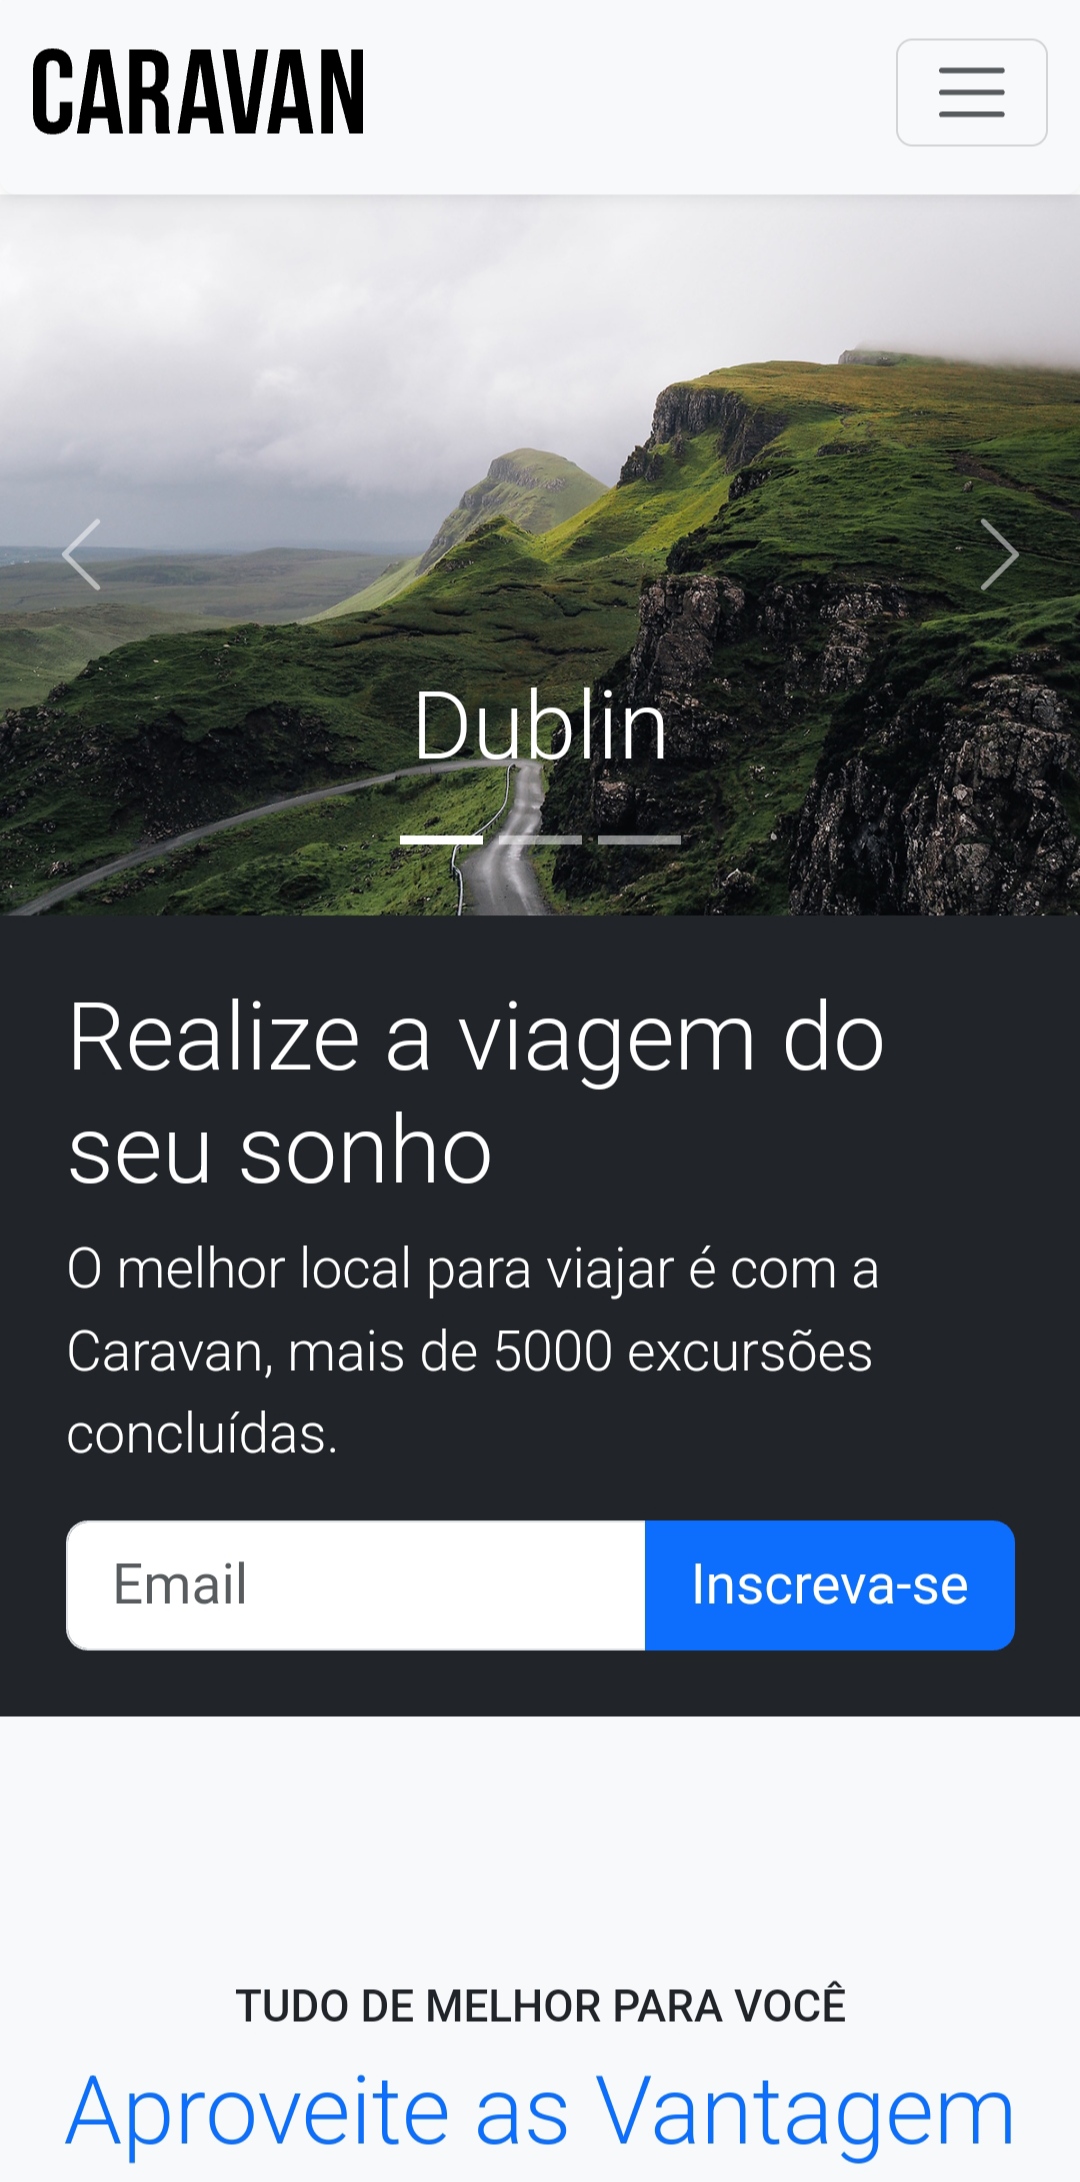 CARAVAN
Dublin
Realize a viagem do
seu sonho
O melhor local para viajar é com a
Caravan, mais de 5000 excursões
concluídas.
Email
Inscreva-se
TUDO DE MELHOR PARA VOCÊ
Aproveite as Vantagem